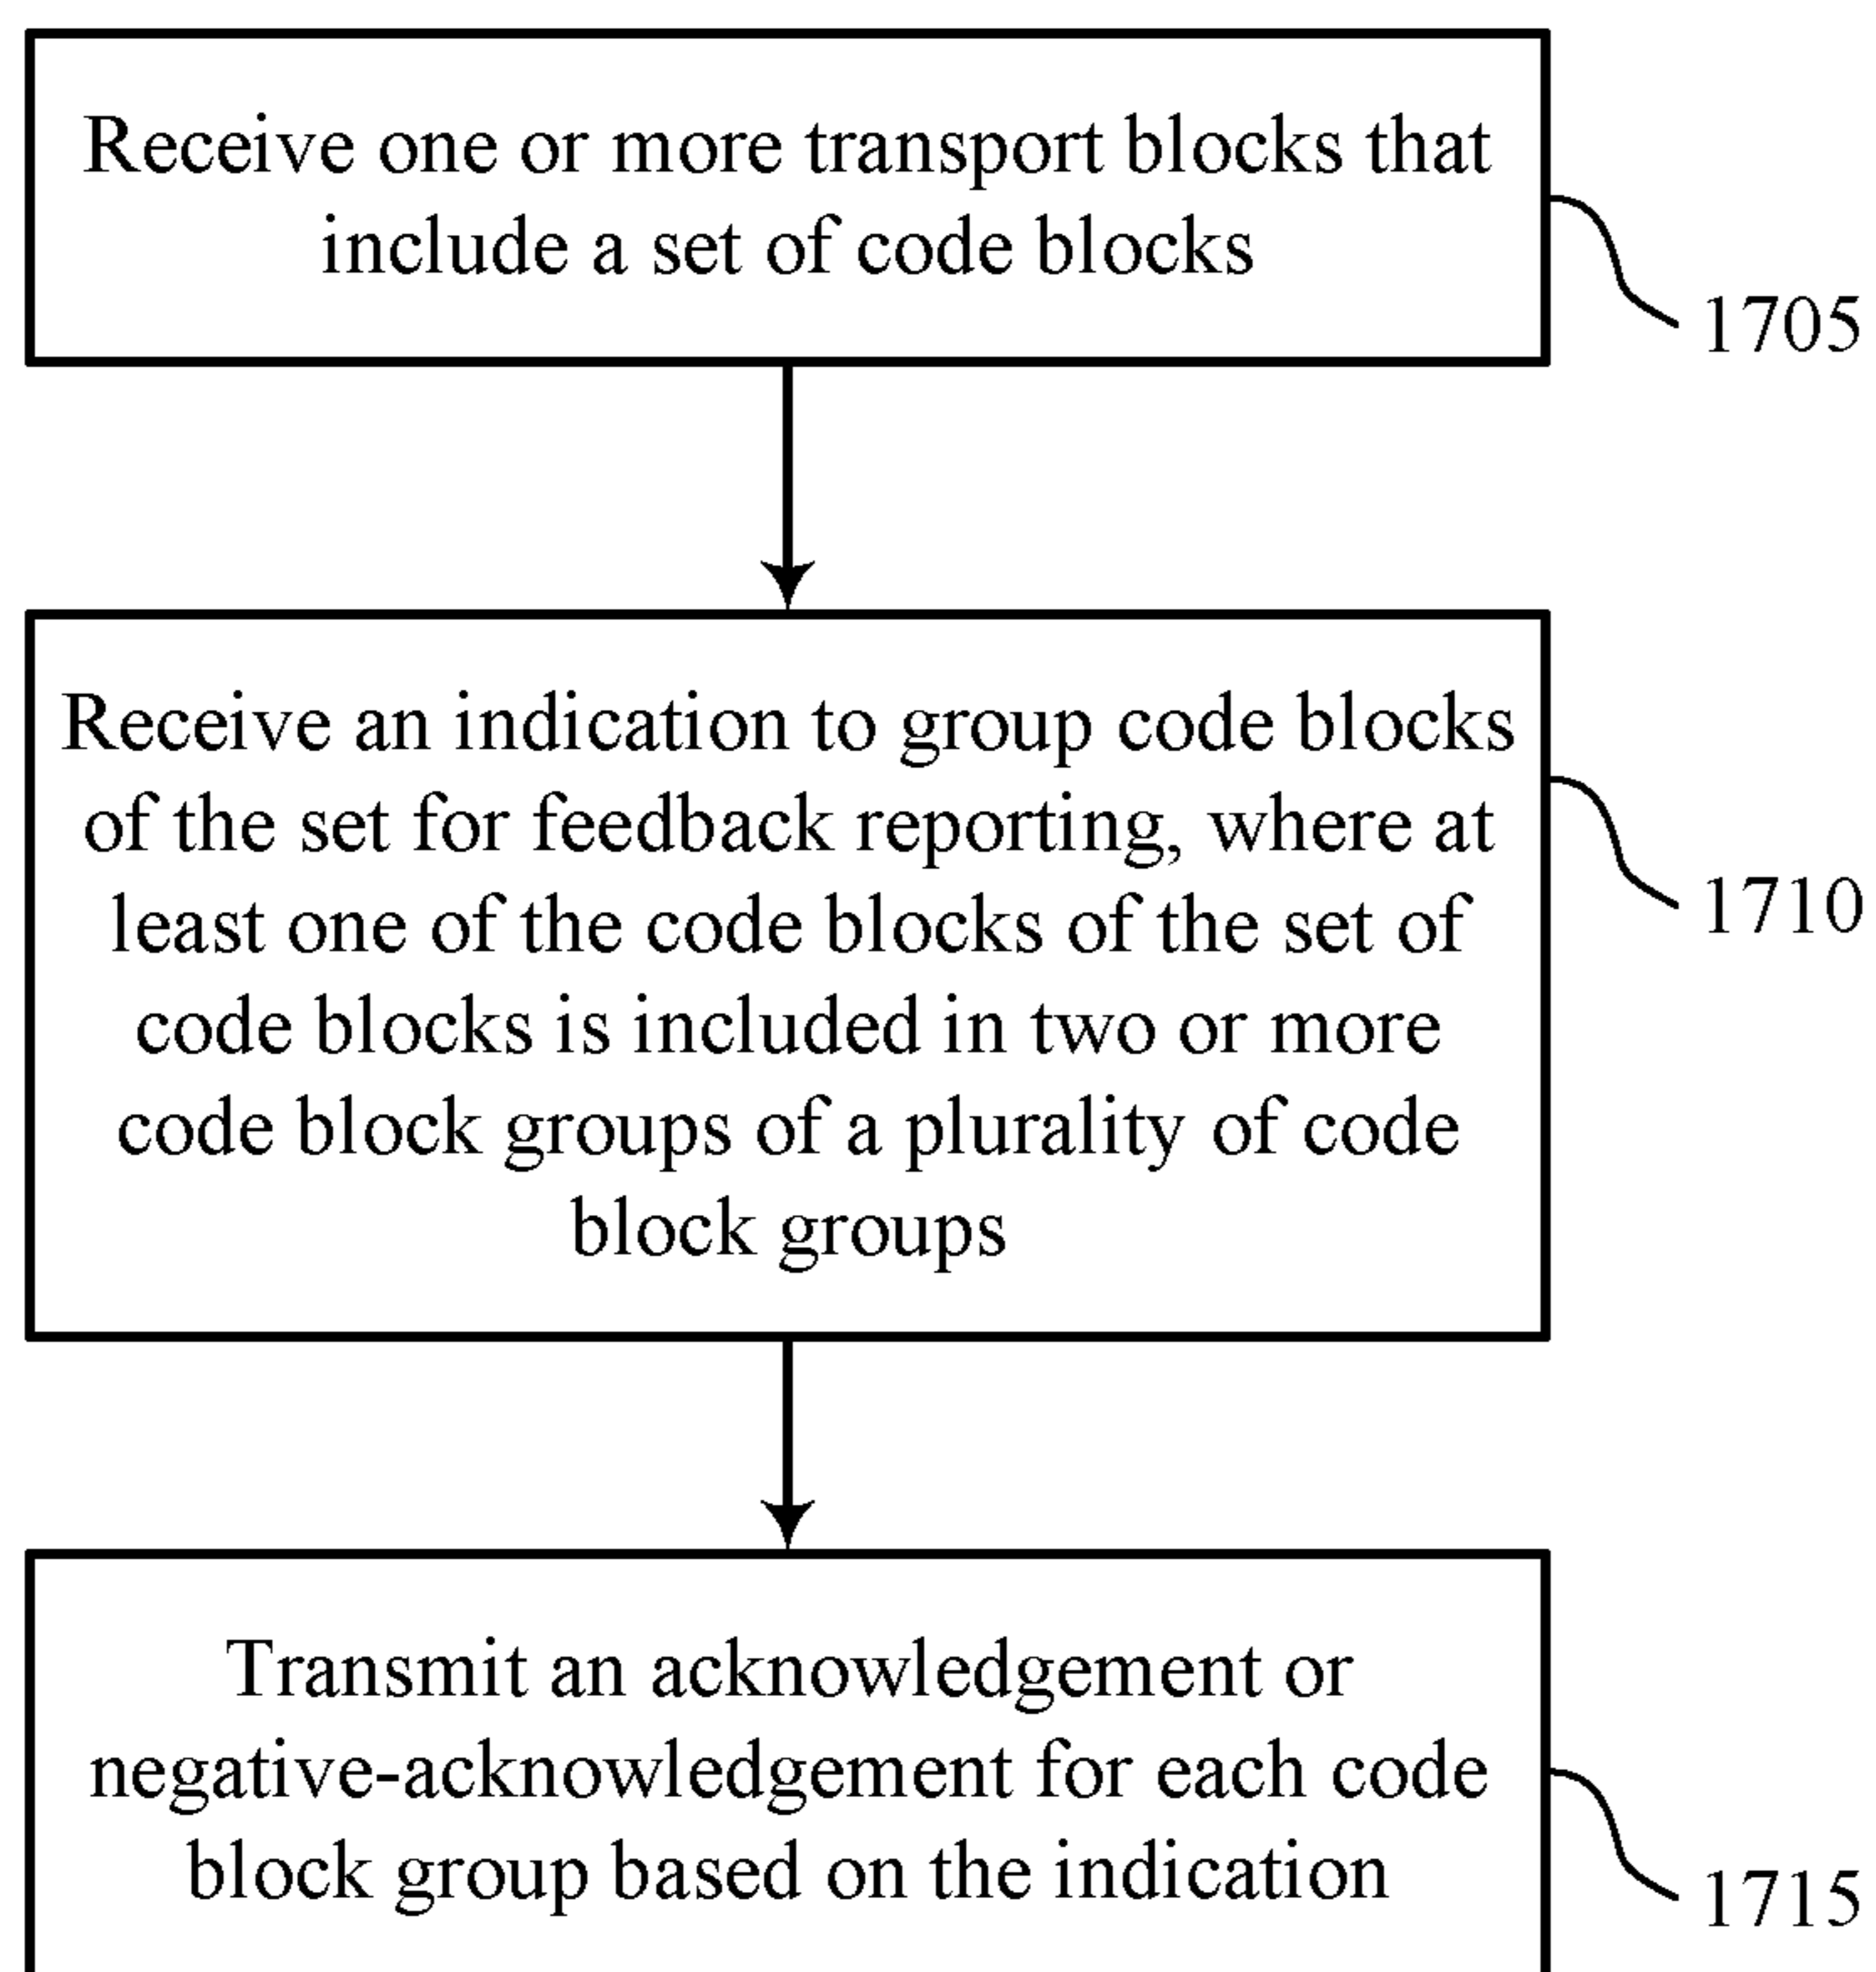 Receive one or more transport blocks that
include a set of code blocks
1705
Receive an indication to group code blocks
of the set for feedback reporting, where at
least one of the code blocks of the set of
code blocks is included in two or more
code block groups of a plurality of code
block groups
1710
Transmit an acknowledgement or
negative-acknowledgement for each code
block group based on the indication
1715